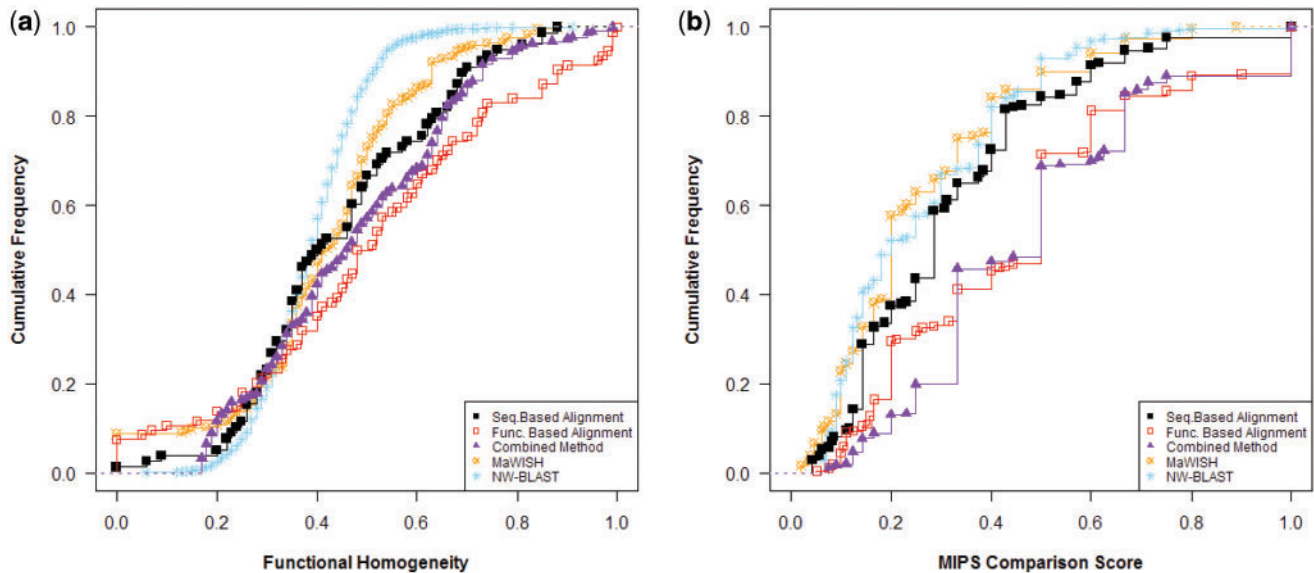 (a)
Cumulative Frequency
1.0
0.8
0.6
0.4
0.2
0.0
0.0 0.2 0.4 0.6 0.8 1.0
Functional Homogeneity
Seq.Based Alignment
Func. Based Alignment
Combined Method
MaWISH
NW-BLAST
(b)
Cumulative Frequency
1.0
0.8
0.6
0.4
0.2
0.0
0.0 0.2 0.4 0.6 0.8 1.0
MIPS Comparison Score
Seq.Based Alignment
Func. Based Alignment
Combined Method
MaWISH
NW-BLAST